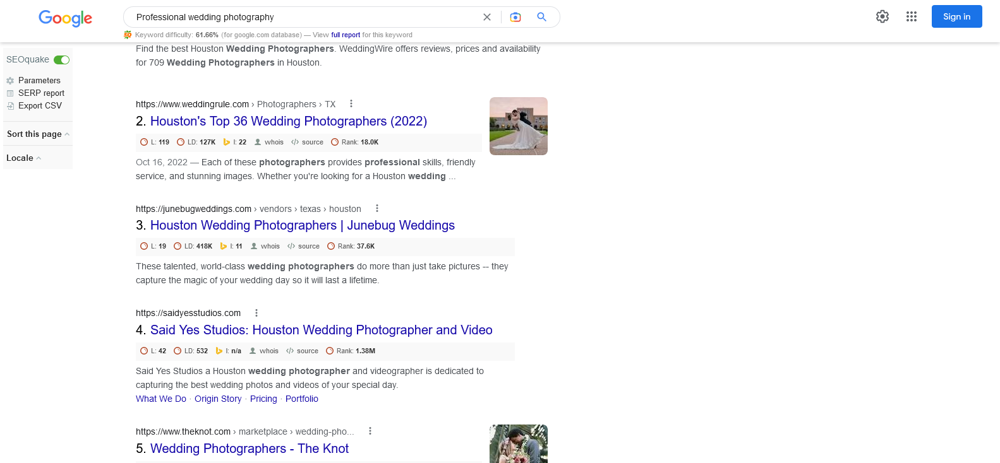 Google
Professional wedding photography
Sign in
Keyword difficulty: 61.66% (for google.com database) — View full report for this keyword
SEOquake
Parameters
SERP report
Export CSV
Sort this page
Locale
Find the best Houston Wedding Photographers. WeddingWire offers reviews, prices and availability
for 709 Wedding Photographers in Houston.
https://www.weddingrule.com › Photographers › TX
2. Houston's Top 36 Wedding Photographers (2022)
L: 119 LD: 127K I: 22 whois </> source Rank: 18.0K
Oct 16, 2022 — Each of these photographers provides professional skills, friendly
service, and stunning images. Whether you're looking for a Houston wedding ...
https://junebugweddings.com › vendors › texas › houston
3. Houston Wedding Photographers | Junebug Weddings
L: 19 LD: 418K I: 11 whois </> source Rank: 37.6K
These talented, world-class wedding photographers do more than just take pictures -- they
capture the magic of your wedding day so it will last a lifetime.
https://saidyesstudios.com
4. Said Yes Studios: Houston Wedding Photographer and Video
L: 42 LD: 532 I: n/a whois </> source Rank: 1.38M
Said Yes Studios a Houston wedding photographer and videographer is dedicated to
capturing the best wedding photos and videos of your special day.
What We Do · Origin Story · Pricing · Portfolio
https://www.theknot.com › marketplace › wedding-pho...
5. Wedding Photographers - The Knot